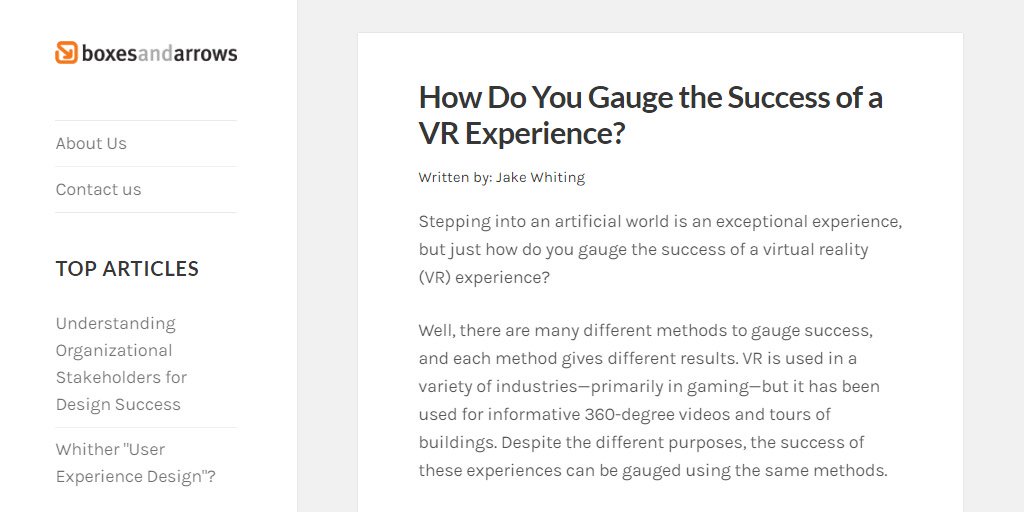 boxesandarrows
About Us
Contact us
TOP ARTICLES
Understanding
Organizational
Stakeholders for
Design Success
Whither "User
Experience Design"?
How Do You Gauge the Success of a
VR Experience?
Written by: Jake Whiting
Stepping into an artificial world is an exceptional experience,
but just how do you gauge the success of a virtual reality
(VR) experience?
Well, there are many different methods to gauge success,
and each method gives different results. VR is used in a
variety of industries—primarily in gaming—but it has been
used for informative 360-degree videos and tours of
buildings. Despite the different purposes, the success of
these experiences can be gauged using the same methods.